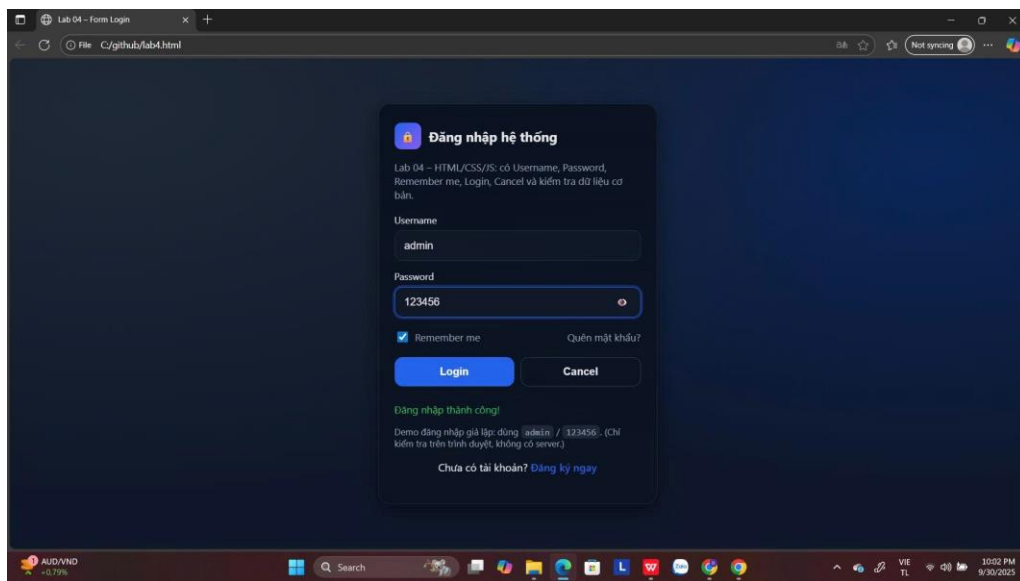 Lab 04 – Form Login
File C:/github/lab4.html
Not syncing
Đăng nhập hệ thống
Lab 04 – HTML/CSS/JS: có Username, Password,
Remember me, Login, Cancel và kiểm tra dữ liệu cơ
bản.
Username
admin
Password
123456
Remember me Quên mật khẩu?
Login Cancel
Đăng nhập thành công!
Demo đăng nhập giả lập: dùng admin / 123456 . (Chỉ
kiểm tra trên trình duyệt, không có server.)
Chưa có tài khoản? Đăng ký ngay
1
AUD/VND
+0.79%
Search
L
W
Zalo
VIE
TL
10:02 PM
9/30/2025